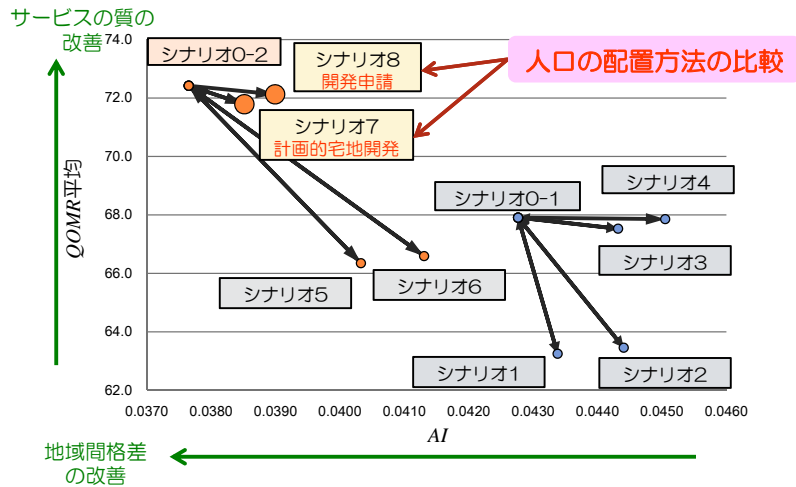 サービスの質の
改善
74.0
72.0
70.0
68.0
66.0
64.0
62.0
QOMR平均
シナリオ0-2
シナリオ8
開発申請
人口の配置方法の比較
シナリオ7
計画的宅地開発
シナリオ0-1
シナリオ4
シナリオ3
シナリオ5
シナリオ6
シナリオ1
シナリオ2
0.0370
0.0380
0.0390
0.0400
0.0410
0.0420
0.0430
0.0440
0.0450
0.0460
AI
地域間格差
の改善